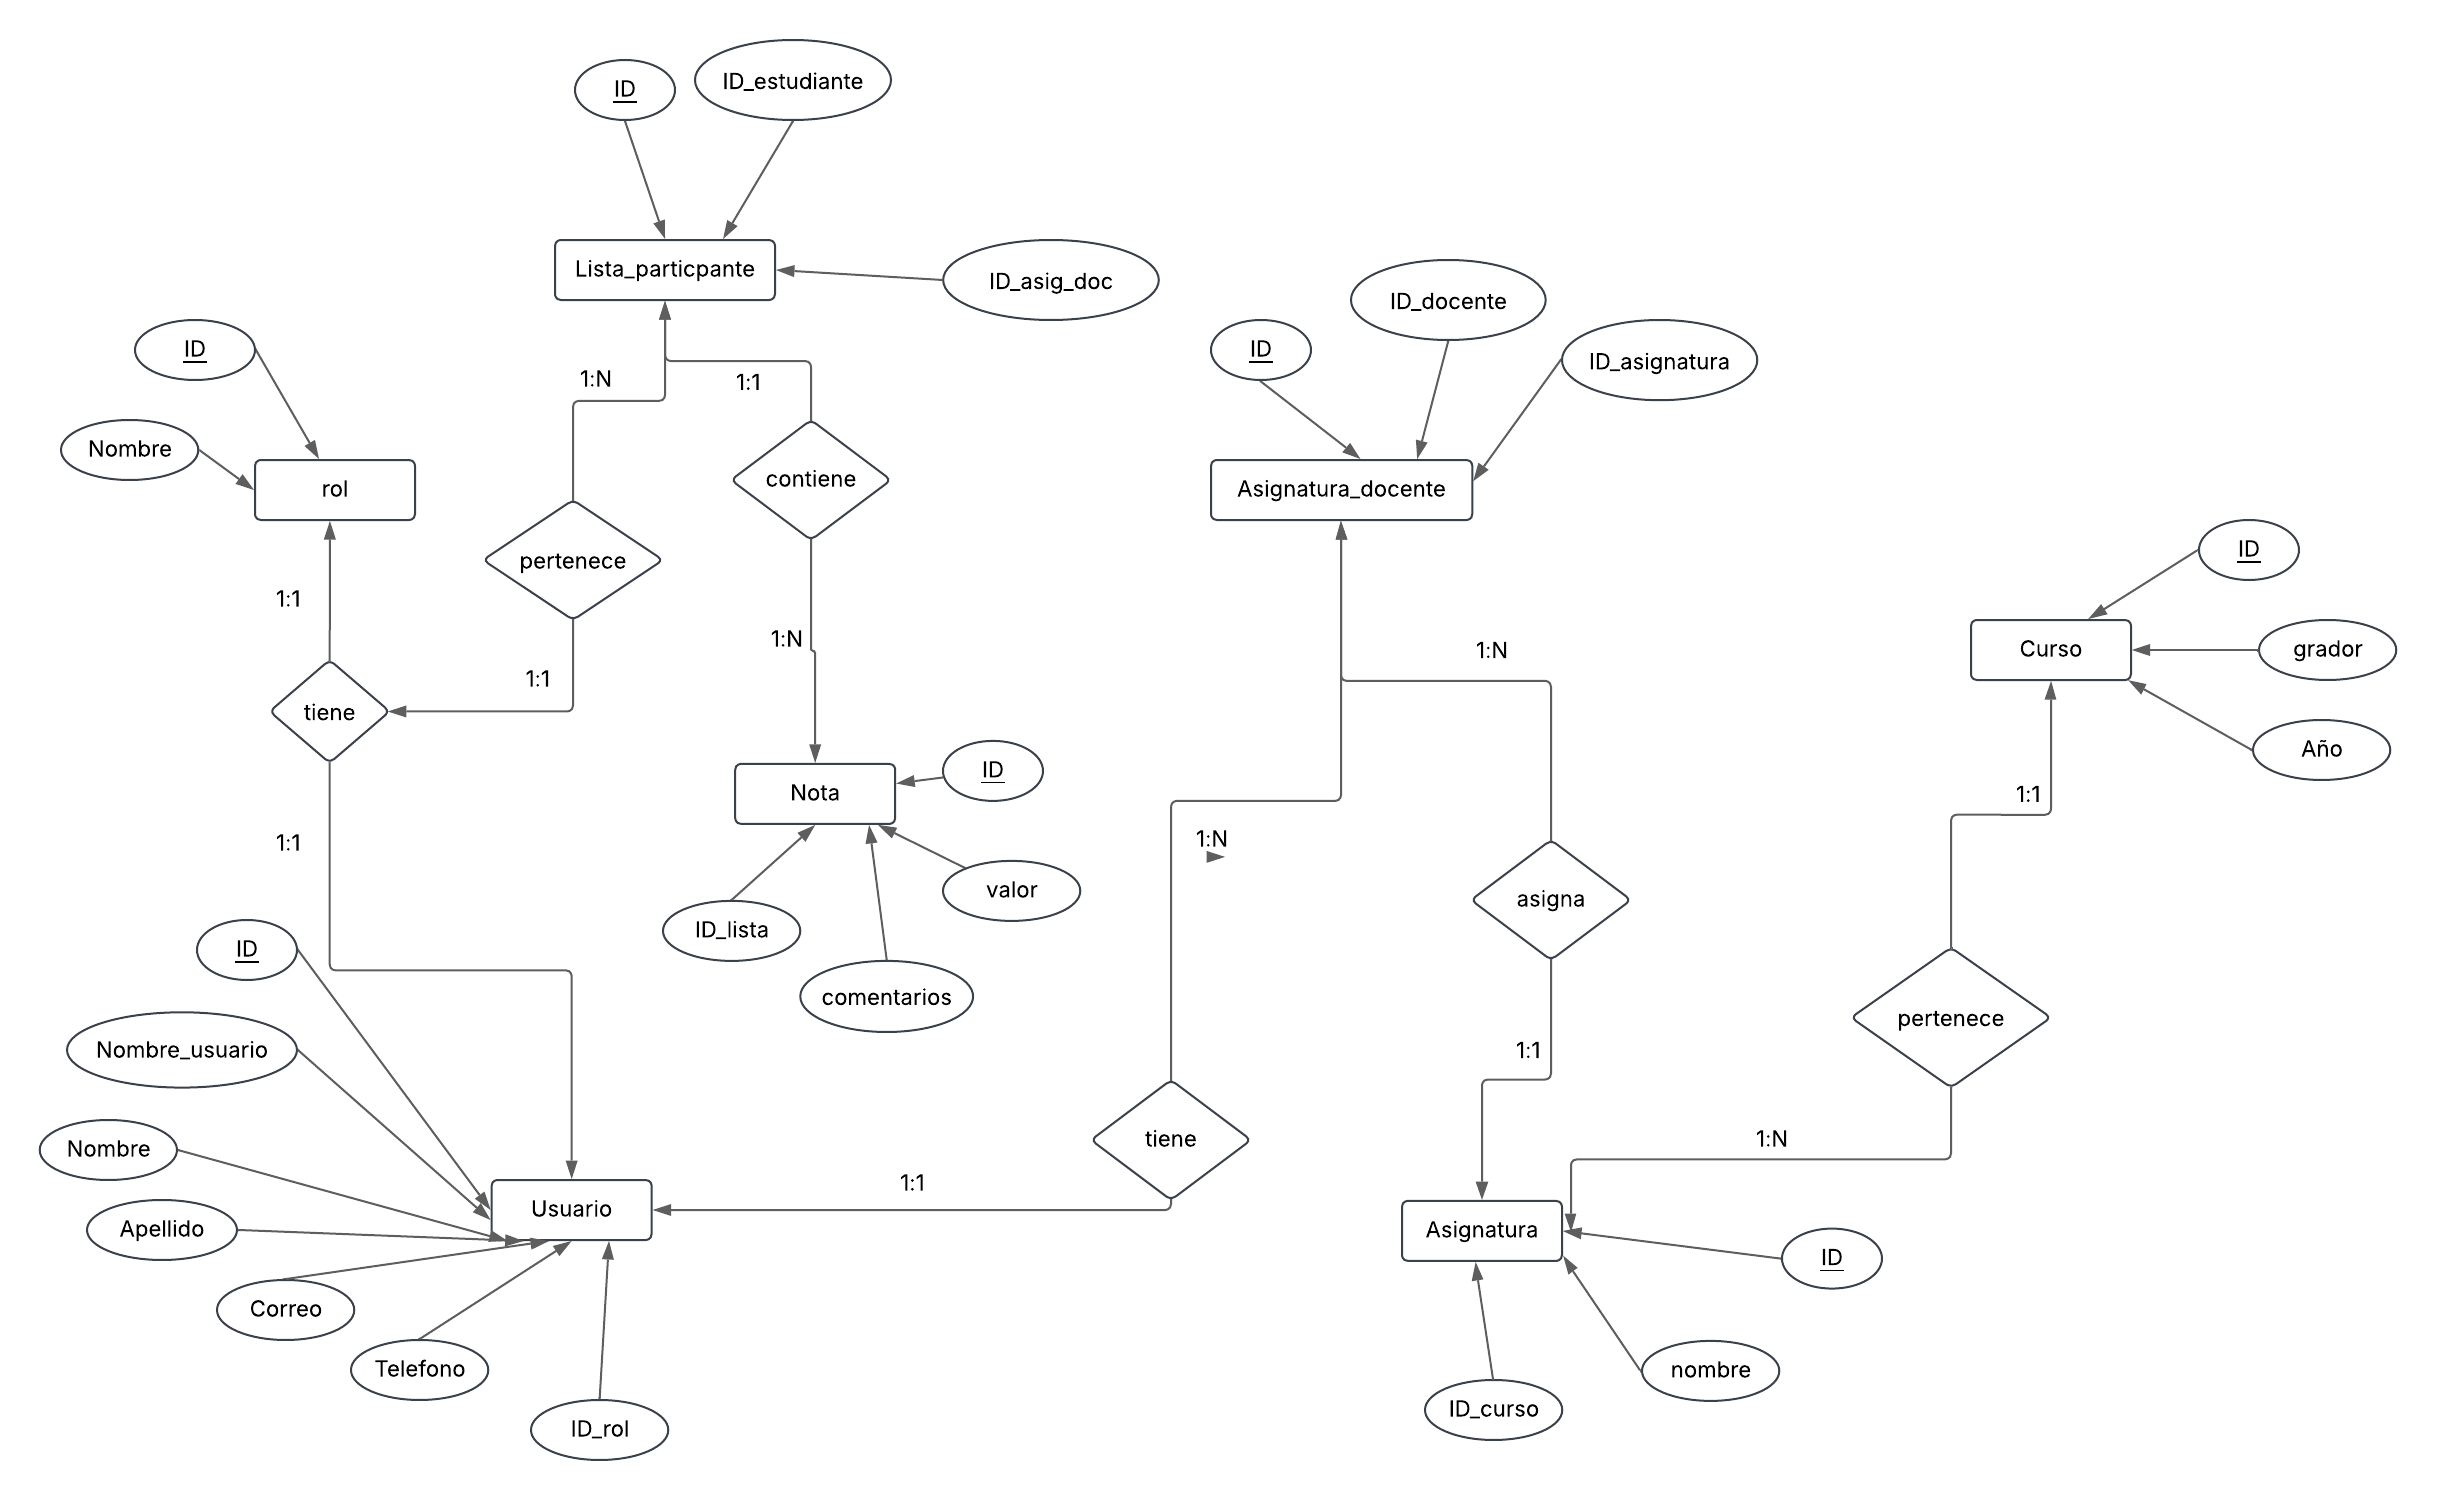 ID
ID_estudiante
Lista_particpante
ID_asig_doc
ID
Nombre
rol
1:N
1:1
contiene
pertenece
1:1
1:N
1:1
tiene
1:1
Nota
ID
valor
ID_lista
comentarios
ID
ID_docente
ID_asignatura
Asignatura_docente
1:N
1:N
asigna
1:1
ID
Curso
grador
Año
1:1
pertenece
1:N
ID
Nombre_usuario
Nombre
Apellido
Correo
Telefono
ID_rol
Usuario
1:1
tiene
Asignatura
ID
nombre
ID_curso